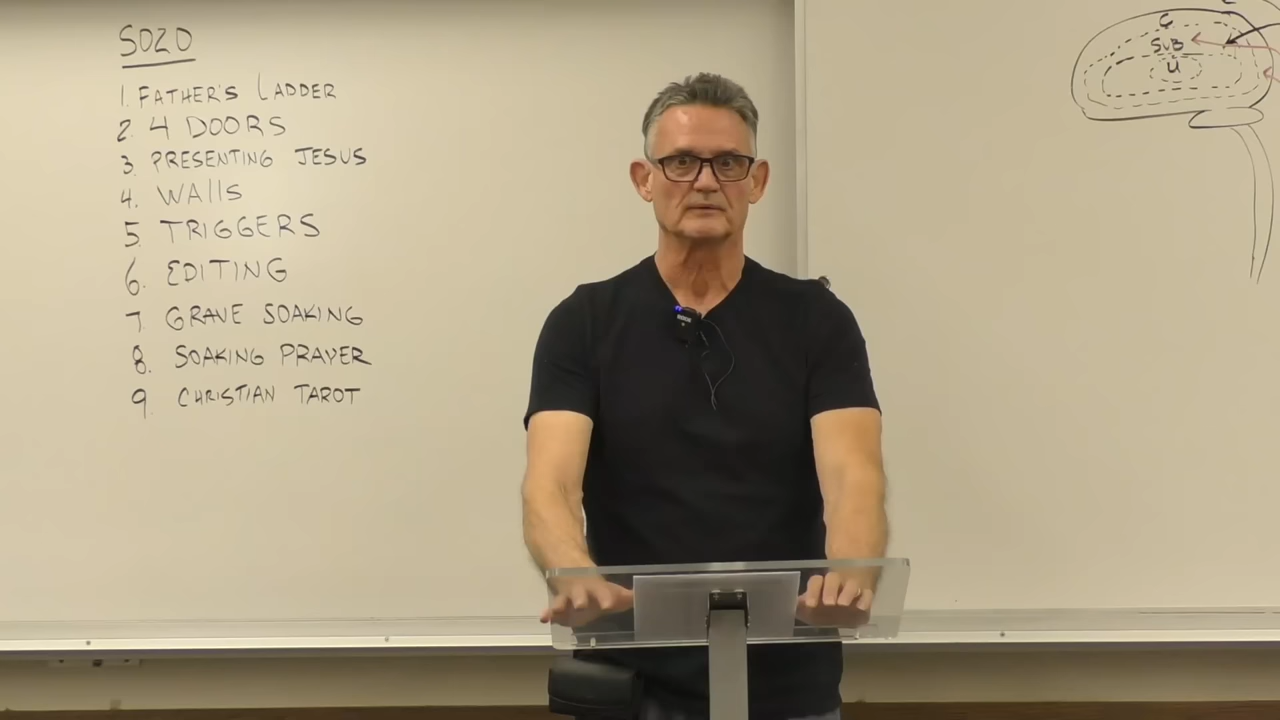 SOZO
1. FATHER'S LADDER
2. 4 DOORS
3. PRESENTING JESUS
4. WALLS
5. TRIGGERS
6. EDITING
7. GRAVE SOAKING
8. SOAKING PRAYER
9. CHRISTIAN TAROT
C
SUB
U